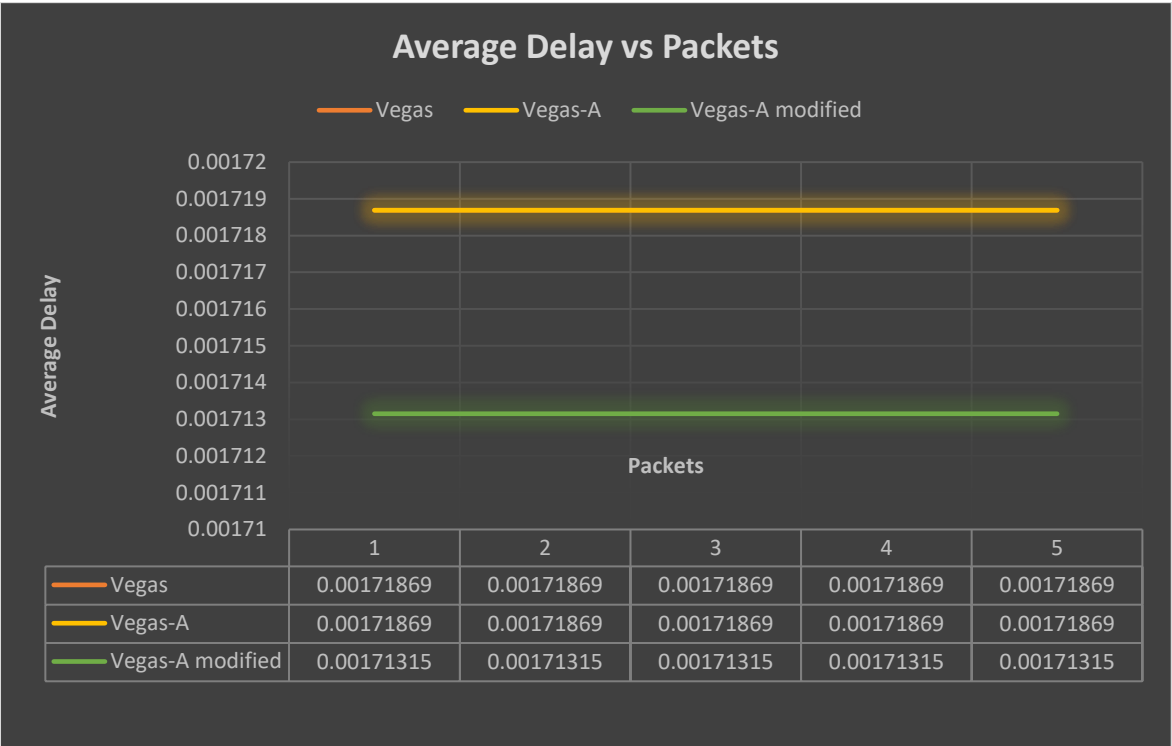 Average Delay vs Packets
Vegas Vegas-A Vegas-A modified
0.00172
0.001719
0.001718
0.001717
0.001716
0.001715
0.001714
0.001713
0.001712
0.001711
0.00171
Average Delay
Packets
1 2 3 4 5
Vegas 0.00171869 0.00171869 0.00171869 0.00171869 0.00171869
Vegas-A 0.00171869 0.00171869 0.00171869 0.00171869 0.00171869
Vegas-A modified 0.00171315 0.00171315 0.00171315 0.00171315 0.00171315